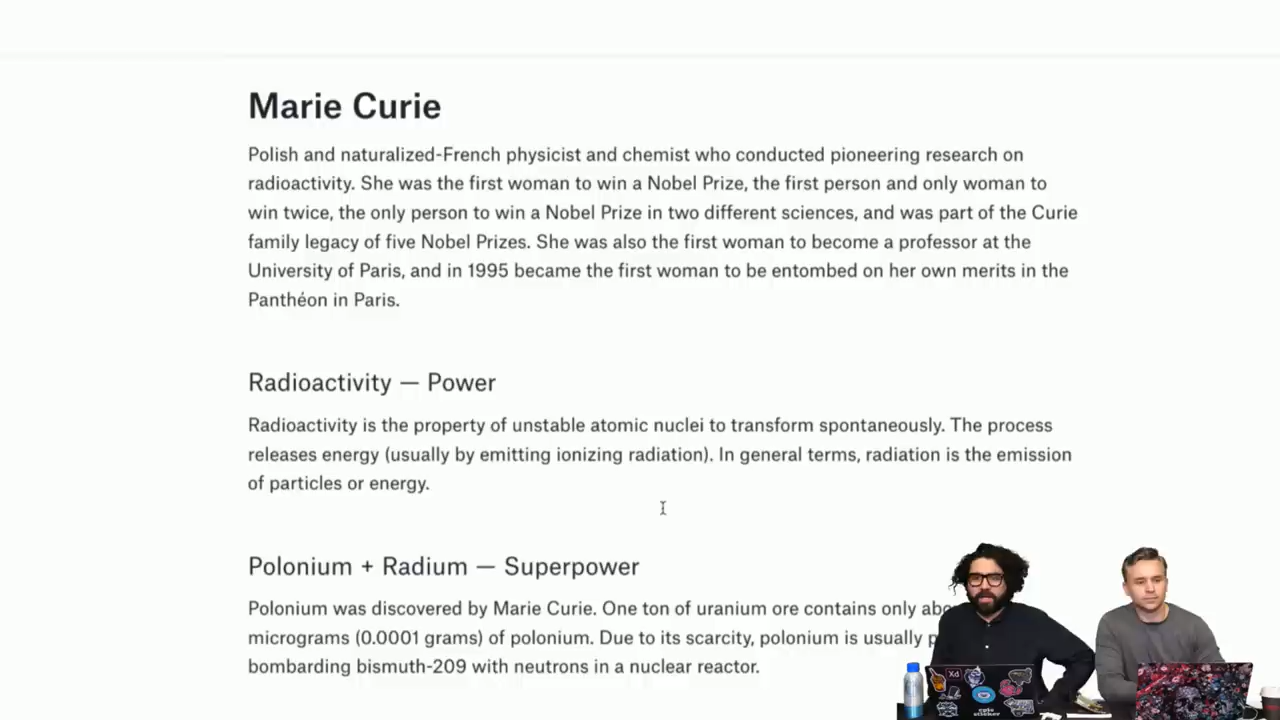 Marie Curie
Polish and naturalized-French physicist and chemist who conducted pioneering research on
radioactivity. She was the first woman to win a Nobel Prize, the first person and only woman to
win twice, the only person to win a Nobel Prize in two different sciences, and was part of the Curie
family legacy of five Nobel Prizes. She was also the first woman to become a professor at the
University of Paris, and in 1995 became the first woman to be entombed on her own merits in the
Panthéon in Paris.
Radioactivity — Power
Radioactivity is the property of unstable atomic nuclei to transform spontaneously. The process
releases energy (usually by emitting ionizing radiation). In general terms, radiation is the emission
of particles or energy.
Polonium + Radium — Superpower
Polonium was discovered by Marie Curie. One ton of uranium ore contains only
micrograms (0.0001 grams) of polonium. Due to its scarcity, polonium is usually
bombarding bismuth-209 with neutrons in a nuclear reactor.
Xd